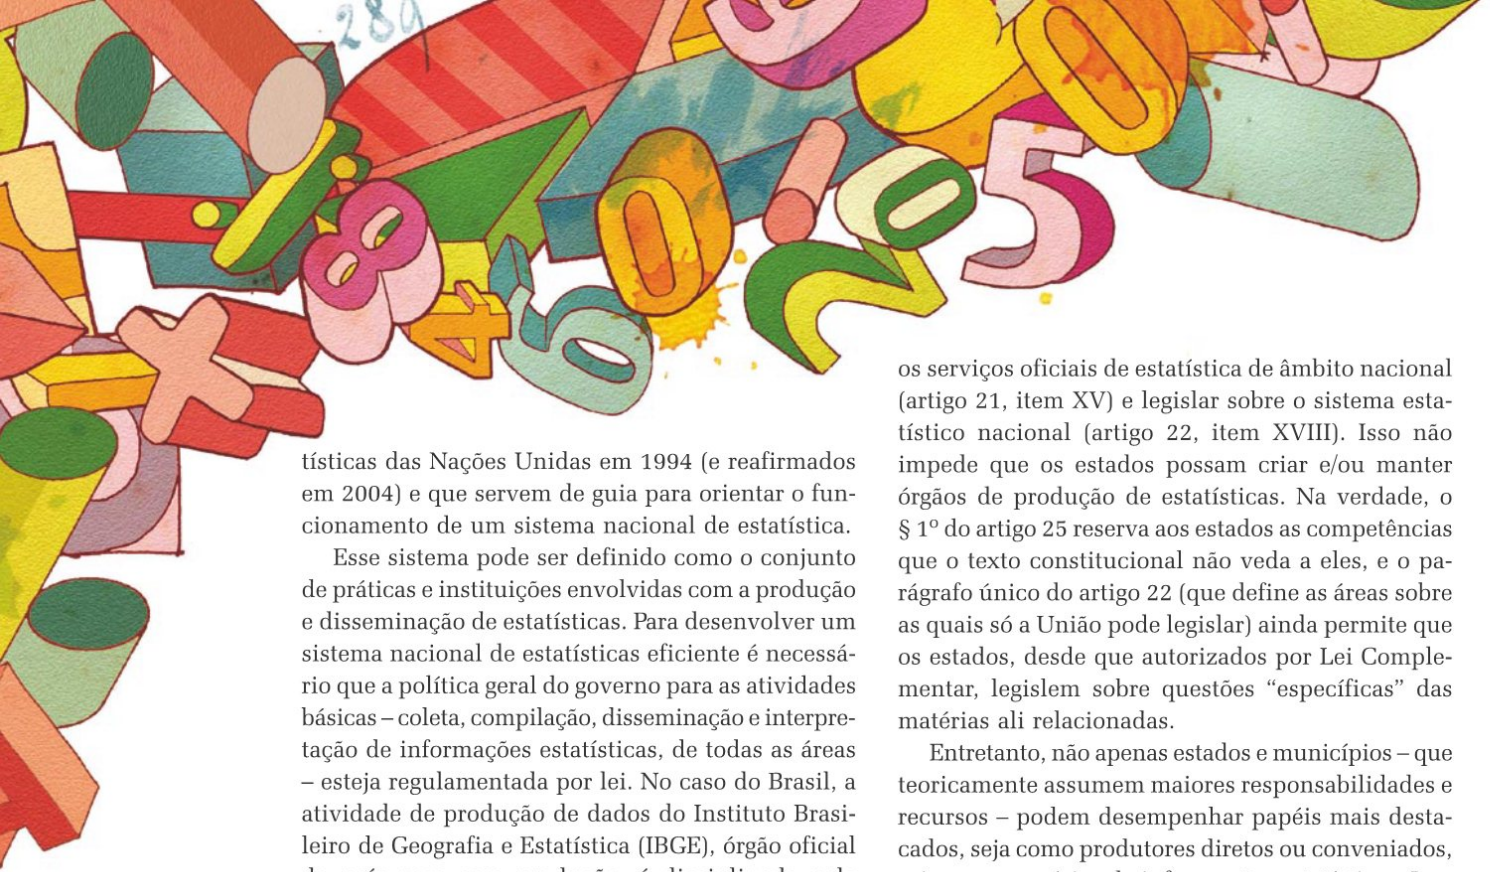 289
8
4
6
0
2
0
5
0
tísticas das Nações Unidas em 1994 (e reafirmados
em 2004) e que servem de guia para orientar o fun-
cionamento de um sistema nacional de estatística.
Esse sistema pode ser definido como o conjunto
de práticas e instituições envolvidas com a produção
e disseminação de estatísticas. Para desenvolver um
sistema nacional de estatísticas eficiente é necessá-
rio que a política geral do governo para as atividades
básicas – coleta, compilação, disseminação e interpre-
tação de informações estatísticas, de todas as áreas
– esteja regulamentada por lei. No caso do Brasil, a
atividade de produção de dados do Instituto Brasi-
leiro de Geografia e Estatística (IBGE), órgão oficial
os serviços oficiais de estatística de âmbito nacional
(artigo 21, item XV) e legislar sobre o sistema esta-
tístico nacional (artigo 22, item XVIII). Isso não
impede que os estados possam criar e/ou manter
órgãos de produção de estatísticas. Na verdade, o
§ 1º do artigo 25 reserva aos estados as competências
que o texto constitucional não veda a eles, e o pa-
rágrafo único do artigo 22 (que define as áreas sobre
as quais só a União pode legislar) ainda permite que
os estados, desde que autorizados por Lei Comple-
mentar, legislem sobre questões “específicas” das
matérias ali relacionadas.
Entretanto, não apenas estados e municípios – que
teoricamente assumem maiores responsabilidades e
recursos – podem desempenhar papéis mais desta-
cados, seja como produtores diretos ou conveniados,